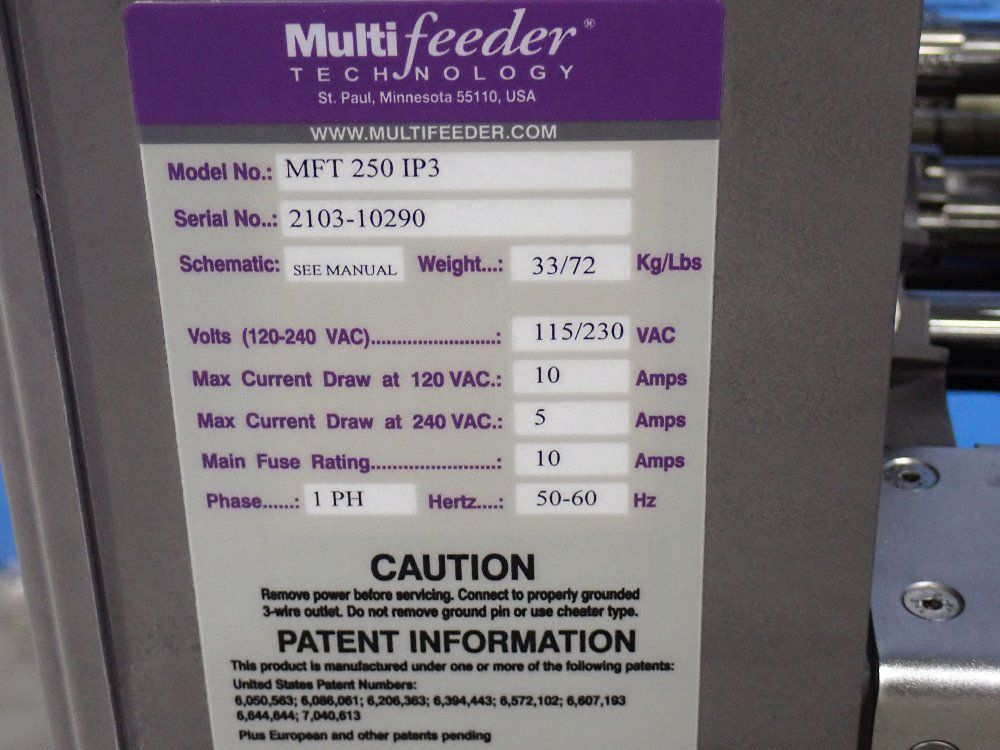 Multifeeder®
TECHNOLOGY
St. Paul, Minnesota 55110, USA
WWW.MULTIFEEDER.COM
Model No.: MFT 250 IP3
Serial No..: 2103-10290
Schematic: SEE MANUAL Weight...: 33/72 Kg/Lbs
Volts (120-240 VAC)........................: 115/230 VAC
Max Current Draw at 120 VAC.: 10 Amps
Max Current Draw at 240 VAC.: 5 Amps
Main Fuse Rating........................: 10 Amps
Phase......: 1 PH Hertz....: 50-60 Hz
CAUTION
Remove power before servicing. Connect to properly grounded
3-wire outlet. Do not remove ground pin or use cheater type.
PATENT INFORMATION
This product is manufactured under one or more of the following patents:
United States Patent Numbers:
6,050,563; 6,086,061; 6,206,363; 6,394,443; 6,572,102; 6,607,193
6,644,644; 7,040,613
Plus European and other patents pending